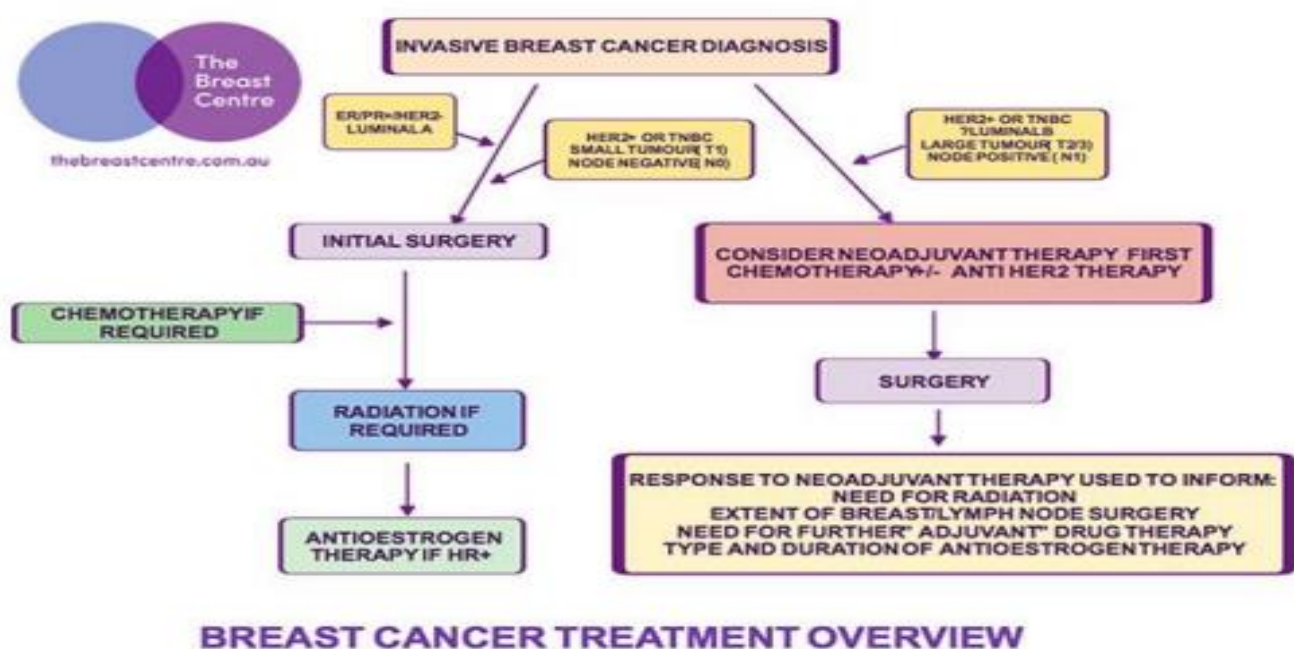 The
Breast
Centre
thebreastcentre.com.au
INVASIVE BREAST CANCER DIAGNOSIS
ER/PR+/HER2-
LUMINALA
HER2+ OR TNBC
SMALL TUMOUR( T1)
NODE NEGATIVE( N0)
HER2+ OR TNBC
?LUMINALB
LARGE TUMOUR( T2/3)
NODE POSITIVE ( N1)
INITIAL SURGERY
CONSIDER NEOADJUVANT THERAPY FIRST
CHEMOTHERAPY+/- ANTI HER2 THERAPY
CHEMOTHERAPY IF
REQUIRED
SURGERY
RADIATION IF
REQUIRED
RESPONSE TO NEOADJUVANT THERAPY USED TO INFORM:
NEED FOR RADIATION
EXTENT OF BREAST/LYMPH NODE SURGERY
NEED FOR FURTHER" ADJUVANT" DRUG THERAPY
TYPE AND DURATION OF ANTIOESTROGEN THERAPY
ANTIOESTROGEN
THERAPY IF HR+
BREAST CANCER TREATMENT OVERVIEW